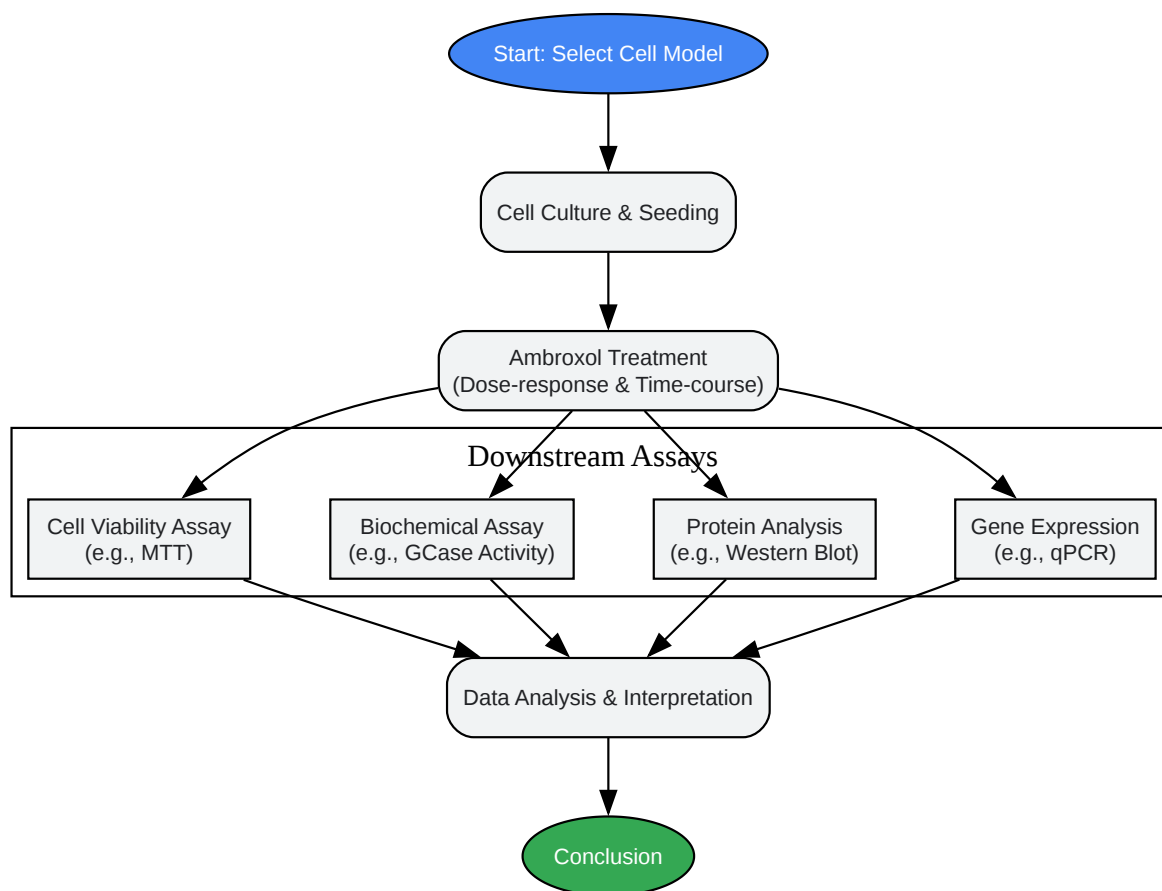 Start: Select Cell Model
Cell Culture & Seeding
Ambroxol Treatment
(Dose-response & Time-course)
Downstream Assays
Cell Viability Assay
(e.g., MTT)
Biochemical Assay
(e.g., GCase Activity)
Protein Analysis
(e.g., Western Blot)
Gene Expression
(e.g., qPCR)
Data Analysis & Interpretation
Conclusion